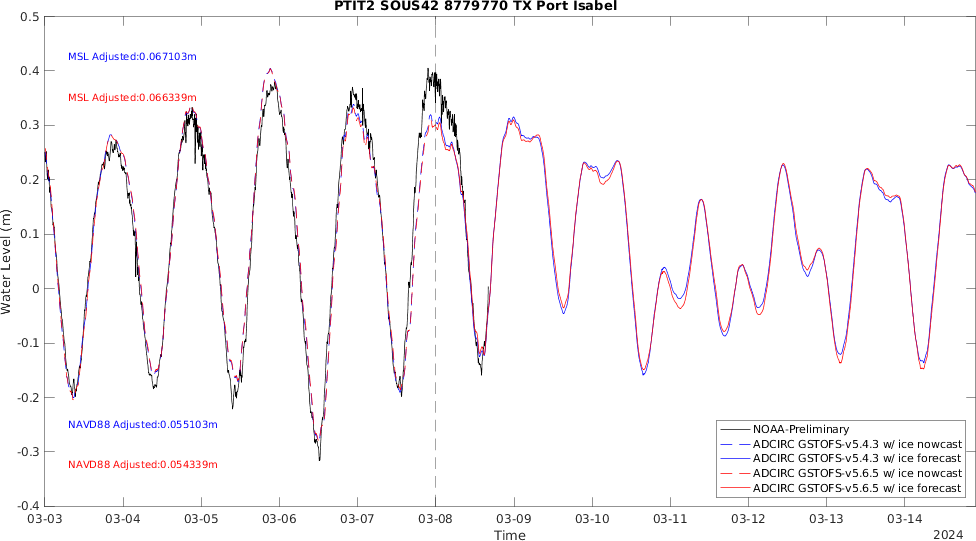 PTIT2 SOUS42 8779770 TX Port Isabel
0.5
0.4
0.3
0.2
0.1
0
-0.1
-0.2
-0.3
-0.4
Water Level (m)
MSL Adjusted:0.067103m
MSL Adjusted:0.066339m
NAVD88 Adjusted:0.055103m
NAVD88 Adjusted:0.054339m
NOAA-Preliminary
ADCIRC GSTOFS-v5.4.3 w/ ice nowcast
ADCIRC GSTOFS-v5.4.3 w/ ice forecast
ADCIRC GSTOFS-v5.6.5 w/ ice nowcast
ADCIRC GSTOFS-v5.6.5 w/ ice forecast
03-03 03-04 03-05 03-06 03-07 03-08 03-09 03-10 03-11 03-12 03-13 03-14
Time
2024